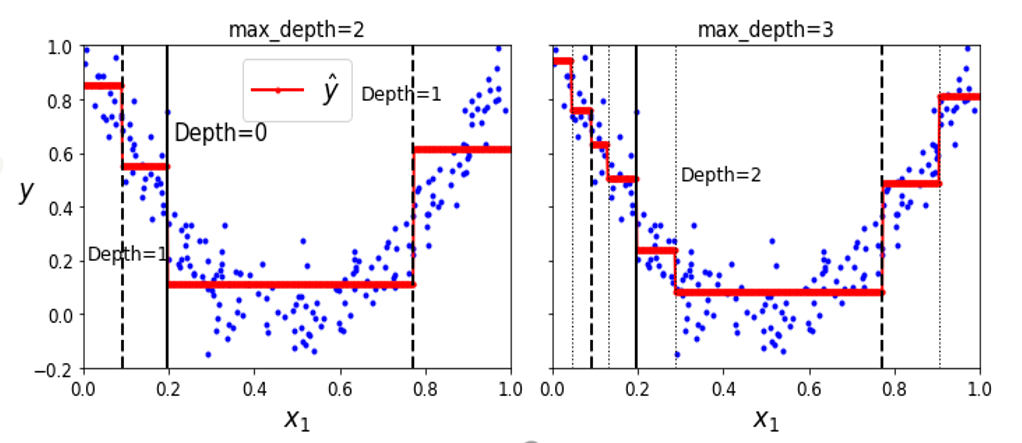 max_depth=2
1.0
0.8
0.6
0.4
0.2
0.0
−0.2
y
ŷ
Depth=1
Depth=0
Depth=1
0.0 0.2 0.4 0.6 0.8 1.0
x₁
max_depth=3
Depth=2
0.0 0.2 0.4 0.6 0.8 1.0
x₁